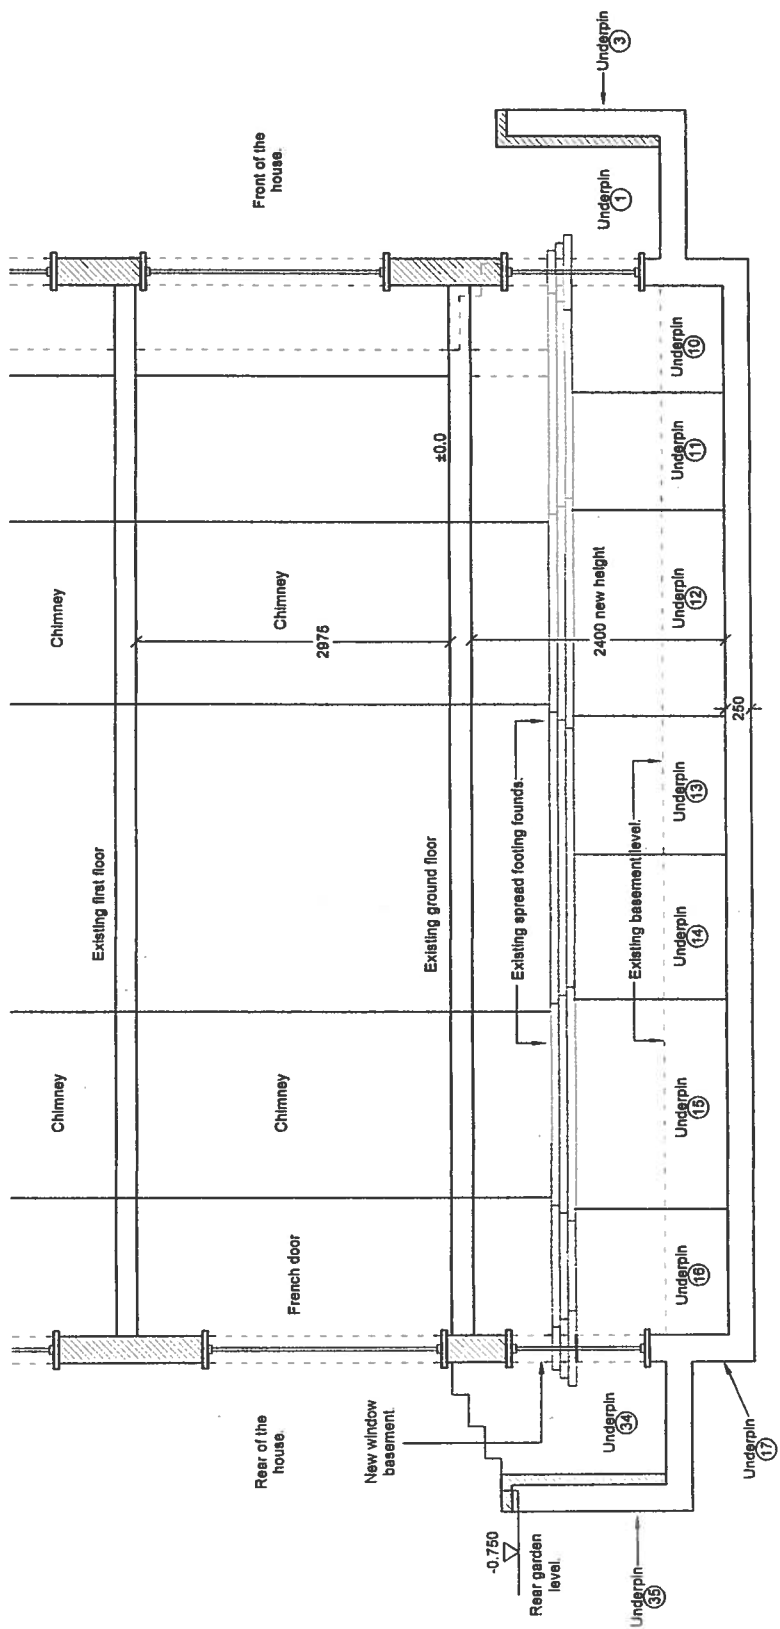 Chimney
Chimney
Existing first floor
Rear of the
house.
Front of the
house.
Chimney
Chimney
French door
2975
New window
basement.
Existing ground floor
±0.0
-0.750
Rear garden
level.
Existing spread footing founds.
2400 new height
Underpin
34
Underpin
1
Underpin
3
Existing basement level.
Underpin
35
Underpin
16
Underpin
15
Underpin
14
Underpin
13
Underpin
12
Underpin
11
Underpin
10
250
Underpin
17